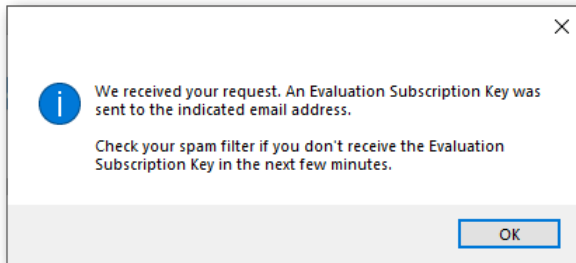 We received your request. An Evaluation Subscription Key was
sent to the indicated email address.
Check your spam filter if you don't receive the Evaluation
Subscription Key in the next few minutes.
OK